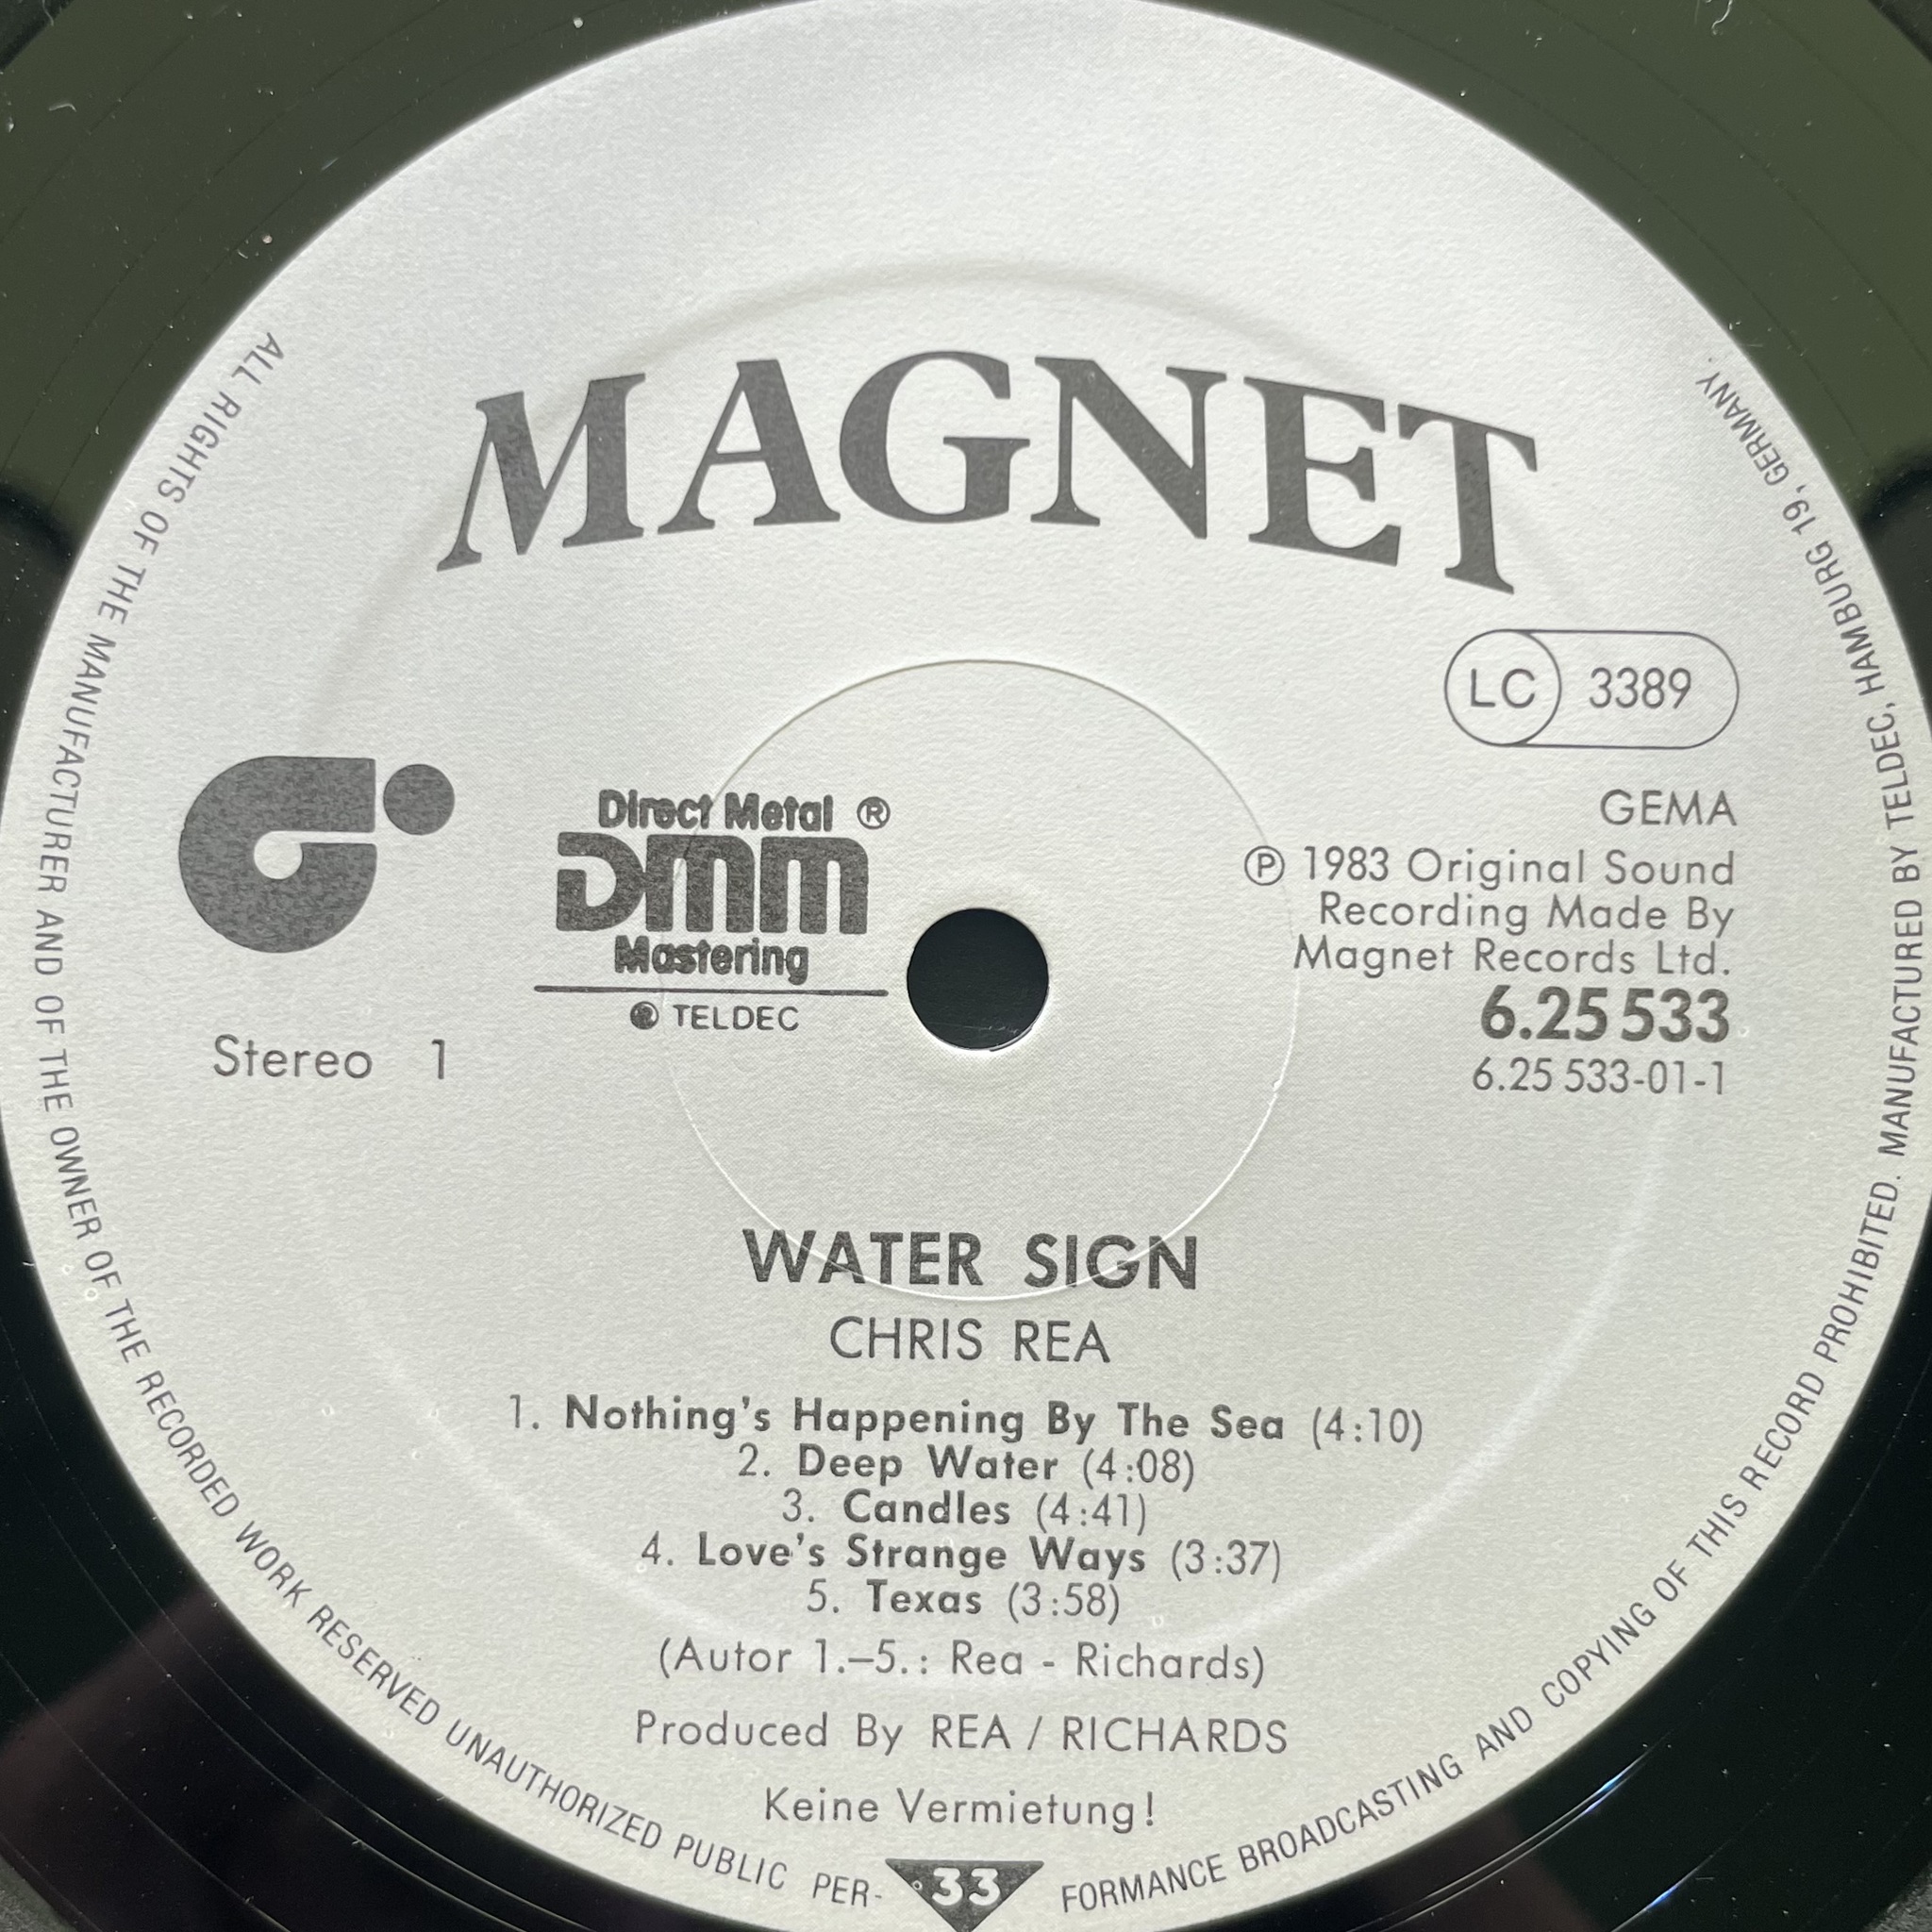 MAGNET
LC 3389
Direct Metal ®
DMM
Mastering
℗ TELDEC
Stereo 1
GEMA
℗ 1983 Original Sound
Recording Made By
Magnet Records Ltd.
6.25 533
6.25 533-01-1
WATER SIGN
CHRIS REA
1. Nothing's Happening By The Sea (4:10)
2. Deep Water (4:08)
3. Candles (4:41)
4. Love's Strange Ways (3:37)
5. Texas (3:58)
(Autor 1.–5.: Rea - Richards)
Produced By REA / RICHARDS
Keine Vermietung!
33
ALL RIGHTS OF THE MANUFACTURER AND OF THE OWNER OF THE RECORDED WORK RESERVED UNAUTHORIZED PUBLIC PER-FORMANCE BROADCASTING AND COPYING OF THIS RECORD PROHIBITED. MANUFACTURED BY TELDEC, HAMBURG 19, GERMANY.